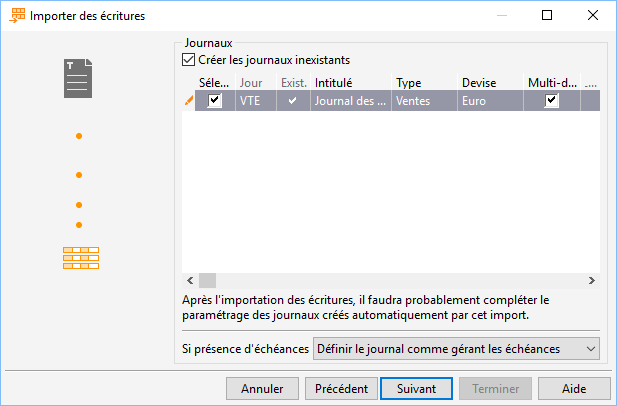 Importer des écritures
Journaux
Créer les journaux inexistants
Séle... Jour Exist. Intitulé Type Devise Multi-d... ...
VTE Journal des ... Ventes Euro
Après l'importation des écritures, il faudra probablement compléter le
paramétrage des journaux créés automatiquement par cet import.
Si présence d'échéances Définir le journal comme gérant les échéances
Annuler Précédent Suivant Terminer Aide